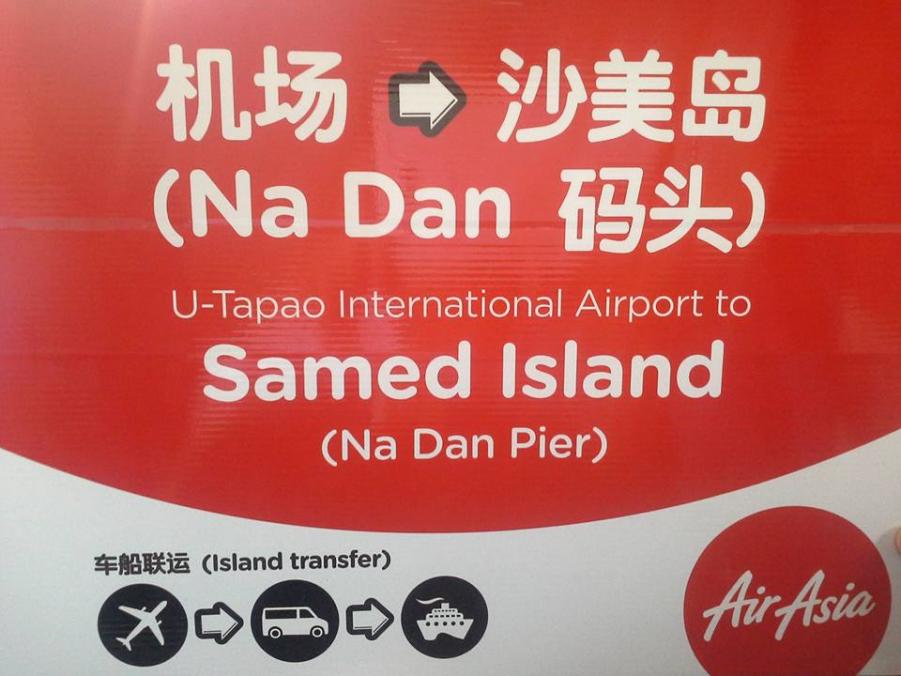 机场 沙美岛
(Na Dan 码头)
U-Tapao International Airport to
Samed Island
(Na Dan Pier)
车船联运 (Island transfer)
AirAsia